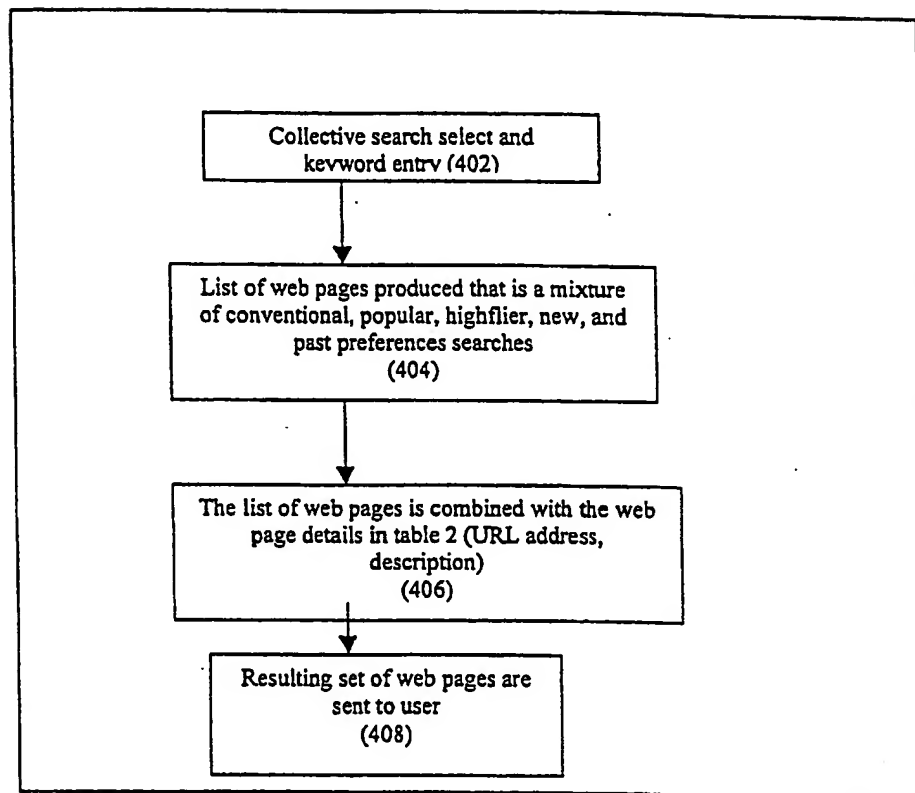 Collective search select and
keyword entry (402)
List of web pages produced that is a mixture
of conventional, popular, highflier, new, and
past preferences searches
(404)
The list of web pages is combined with the web
page details in table 2 (URL address,
description)
(406)
Resulting set of web pages are
sent to user
(408)